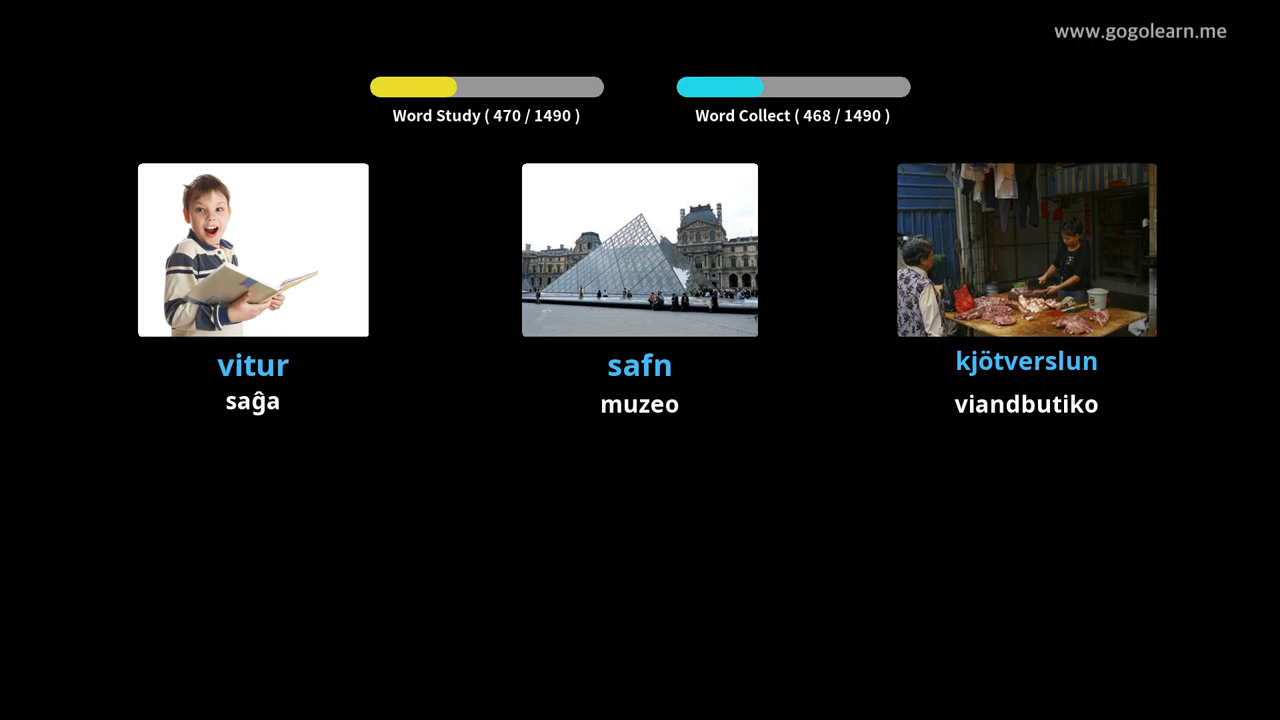 www.gogolearn.me
Word Study ( 470 / 1490 )
Word Collect ( 468 / 1490 )
vitur
saĝa
safn
muzeo
kjötverslun
viandbutiko